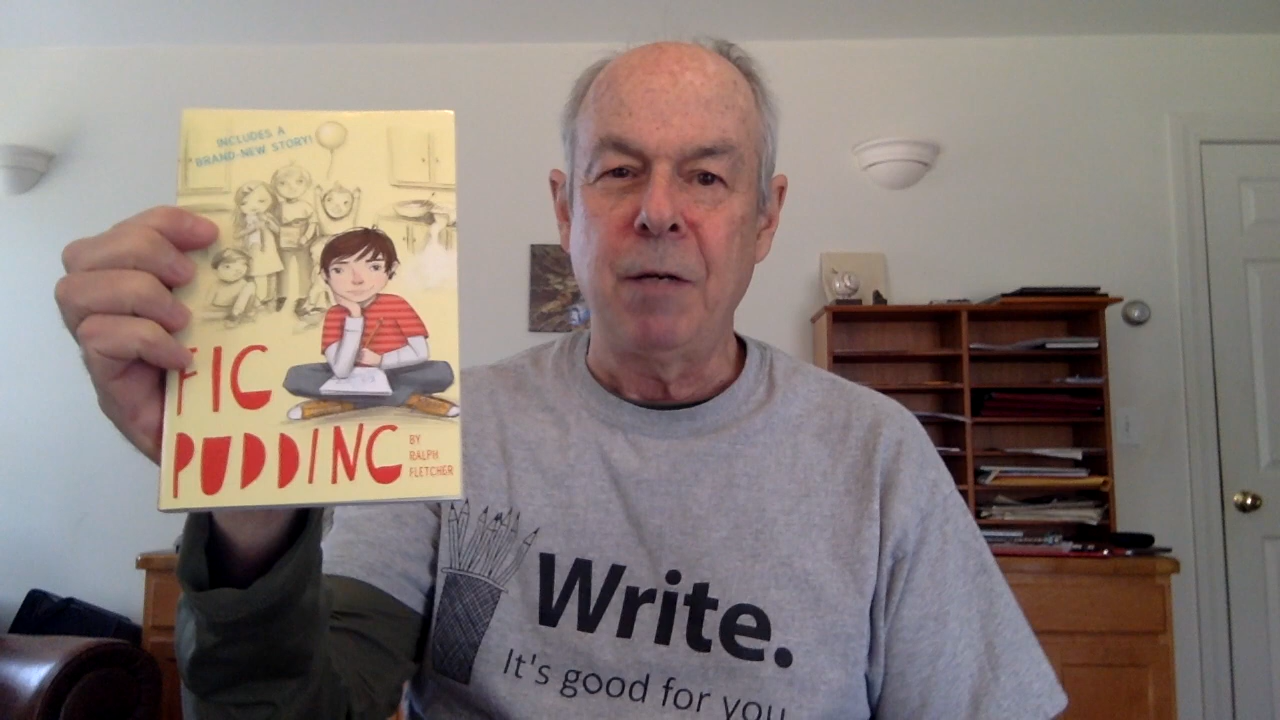 INCLUDES A
BRAND-NEW STORY!
FIG
PUDDING
BY
RALPH
FLETCHER
Write.
It's good for you